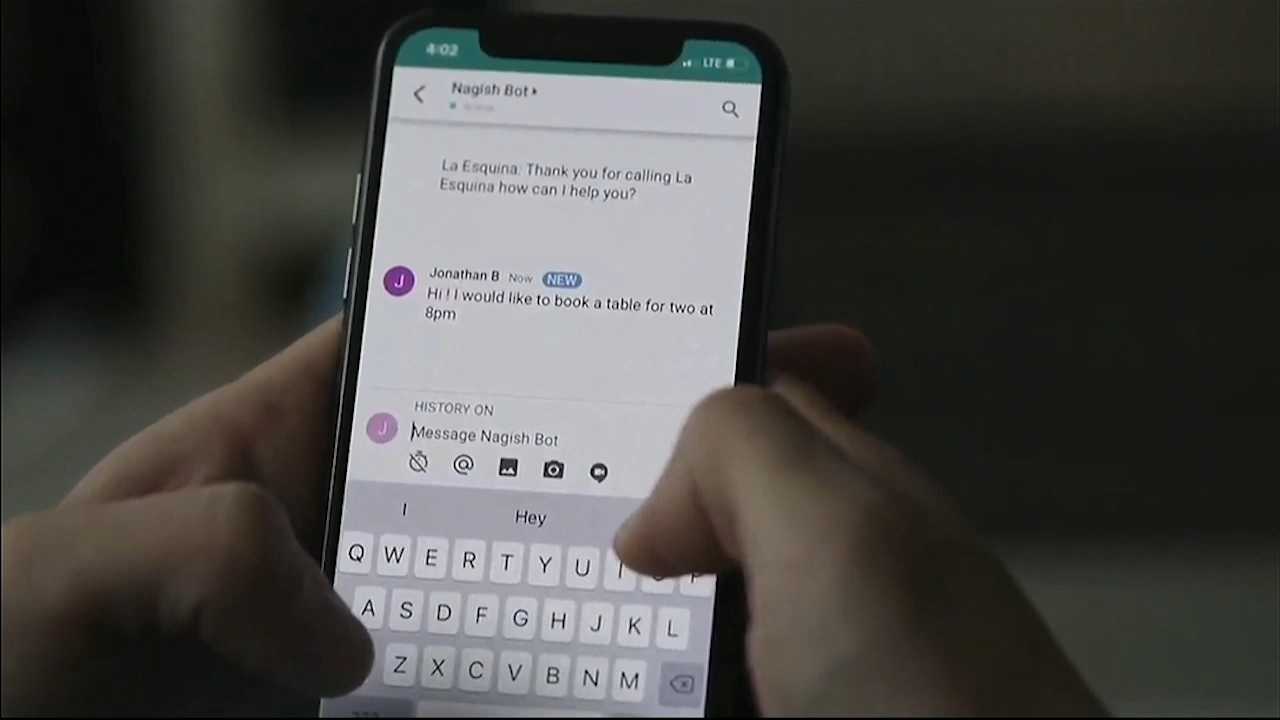 4:02
LTE
Nagish Bot
La Esquina: Thank you for calling La
Esquina how can I help you?
J
Jonathan B Now NEW
Hi ! I would like to book a table for two at
8pm
HISTORY ON
J
Message Nagish Bot
I Hey
Q W E R T Y U I O P
A S D F G H J K L
Z X C V B N M